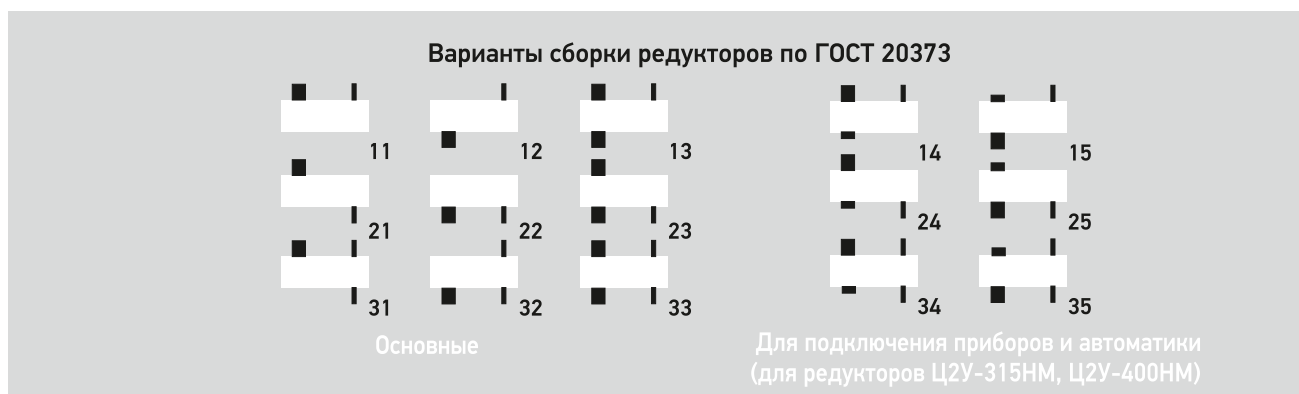 Варианты сборки редукторов по ГОСТ 20373
11 12 13 14 15
21 22 23 24 25
31 32 33 34 35
Основные
Для подключения приборов и автоматики
(для редукторов Ц2У-315НМ, Ц2У-400НМ)